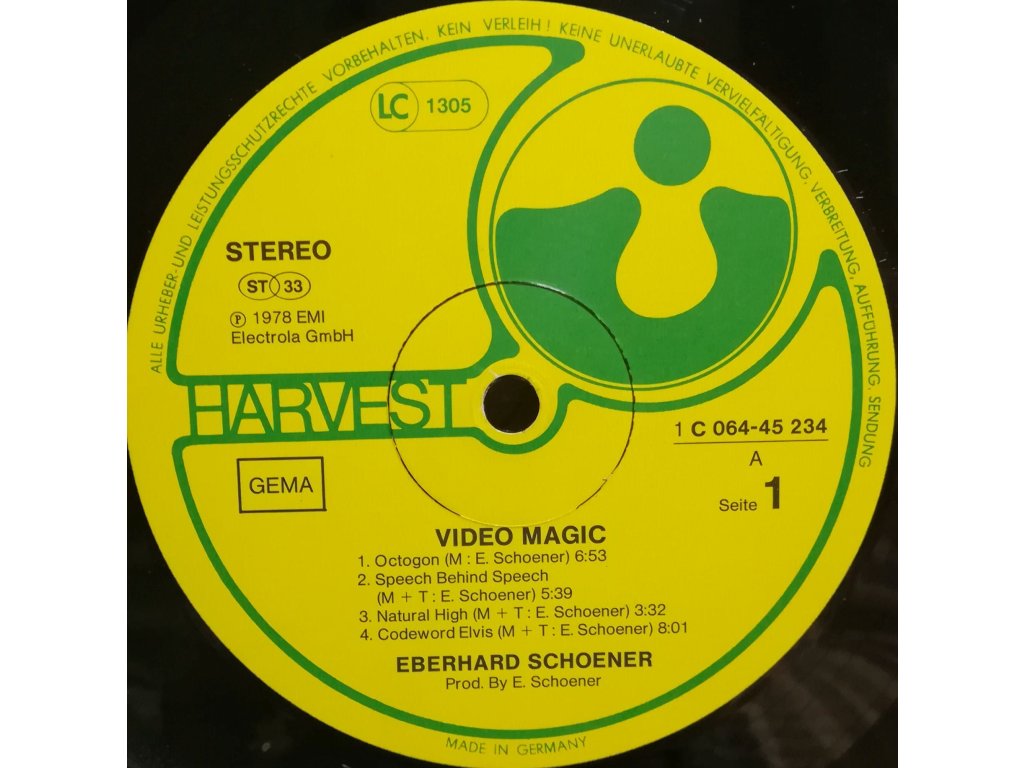 ALLE URHEBER- UND LEISTUNGSSCHUTZRECHTE VORBEHALTEN. KEIN VERLEIH! KEINE UNERLAUBTE VERVIELFÄLTIGUNG, VERBREITUNG, AUFFÜHRUNG, SENDUNG
LC 1305
STEREO
ST 33
Ⓟ 1978 EMI
Electrola GmbH
HARVEST
1 C 064-45 234
A
Seite 1
GEMA
VIDEO MAGIC
1. Octogon (M : E. Schoener) 6:53
2. Speech Behind Speech
(M + T : E. Schoener) 5:39
3. Natural High (M + T : E. Schoener) 3:32
4. Codeword Elvis (M + T : E. Schoener) 8:01
EBERHARD SCHOENER
Prod. By E. Schoener
MADE IN GERMANY